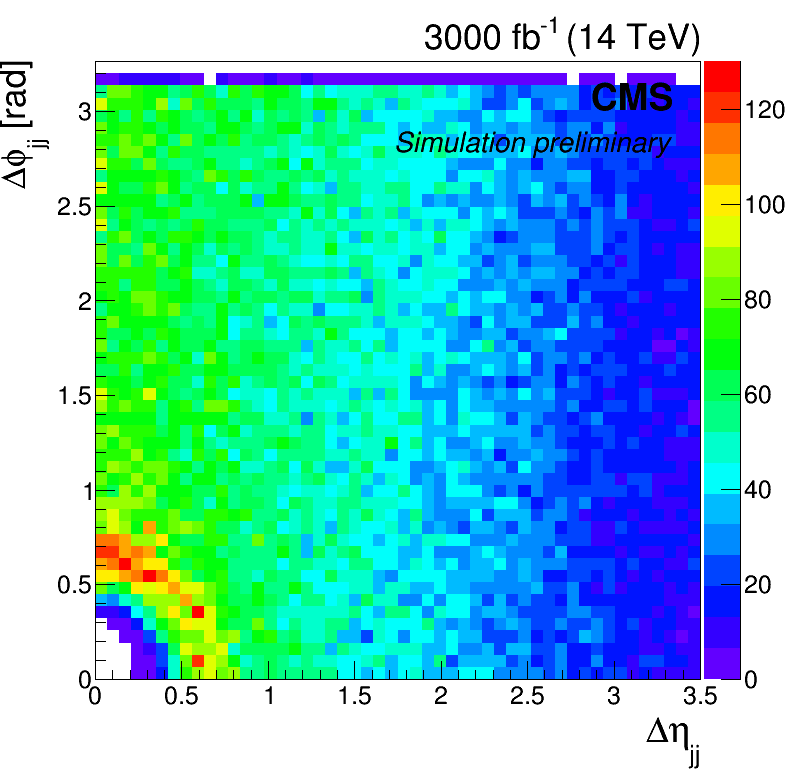 3000 fb⁻¹ (14 TeV)
CMS
Simulation preliminary
Δφjj [rad]
3
2.5
2
1.5
1
0.5
0
0 0.5 1 1.5 2 2.5 3 3.5
Δηjj
120
100
80
60
40
20
0